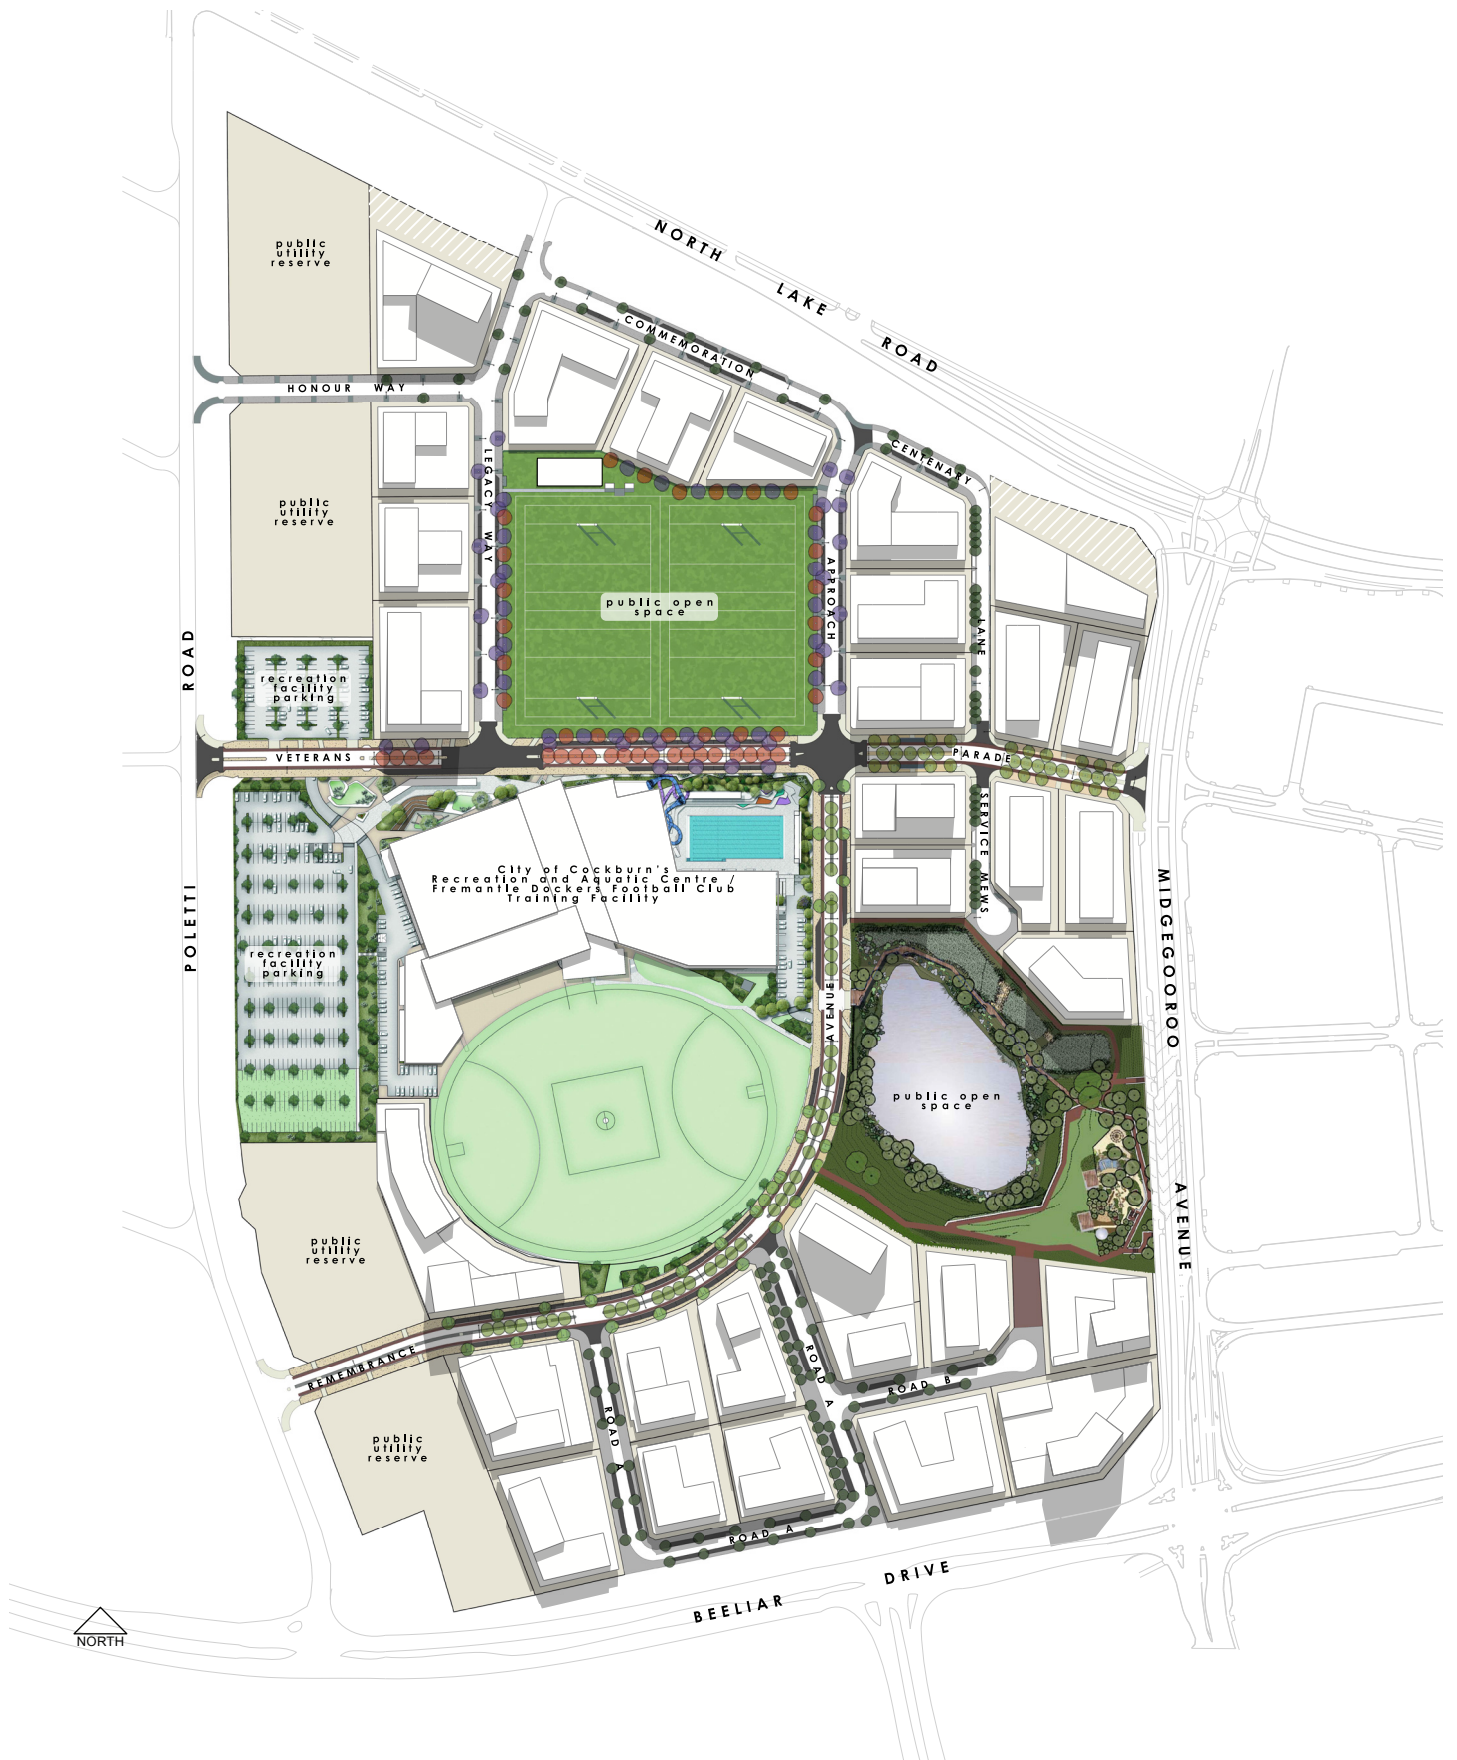 NORTH
LAKE
ROAD
public
utility
reserve
COMMEMORATION
HONOUR WAY
CENTENARY
LEGACY WAY
public
utility
reserve
APPROACH
public open
space
LANE
ROAD
recreation
facility
parking
VETERANS
PARADE
SERVICE MEWS
City of Cockburn's
Recreation and Aquatic Centre /
Fremantle Dockers Football Club
Training Facility
POLETTI
MIDGEGOOROO
recreation
facility
parking
AVENUE
public open
space
AVENUE
public
utility
reserve
REMEMBRANCE
ROAD A
ROAD B
ROAD A
public
utility
reserve
ROAD A
DRIVE
BEELIAR
NORTH